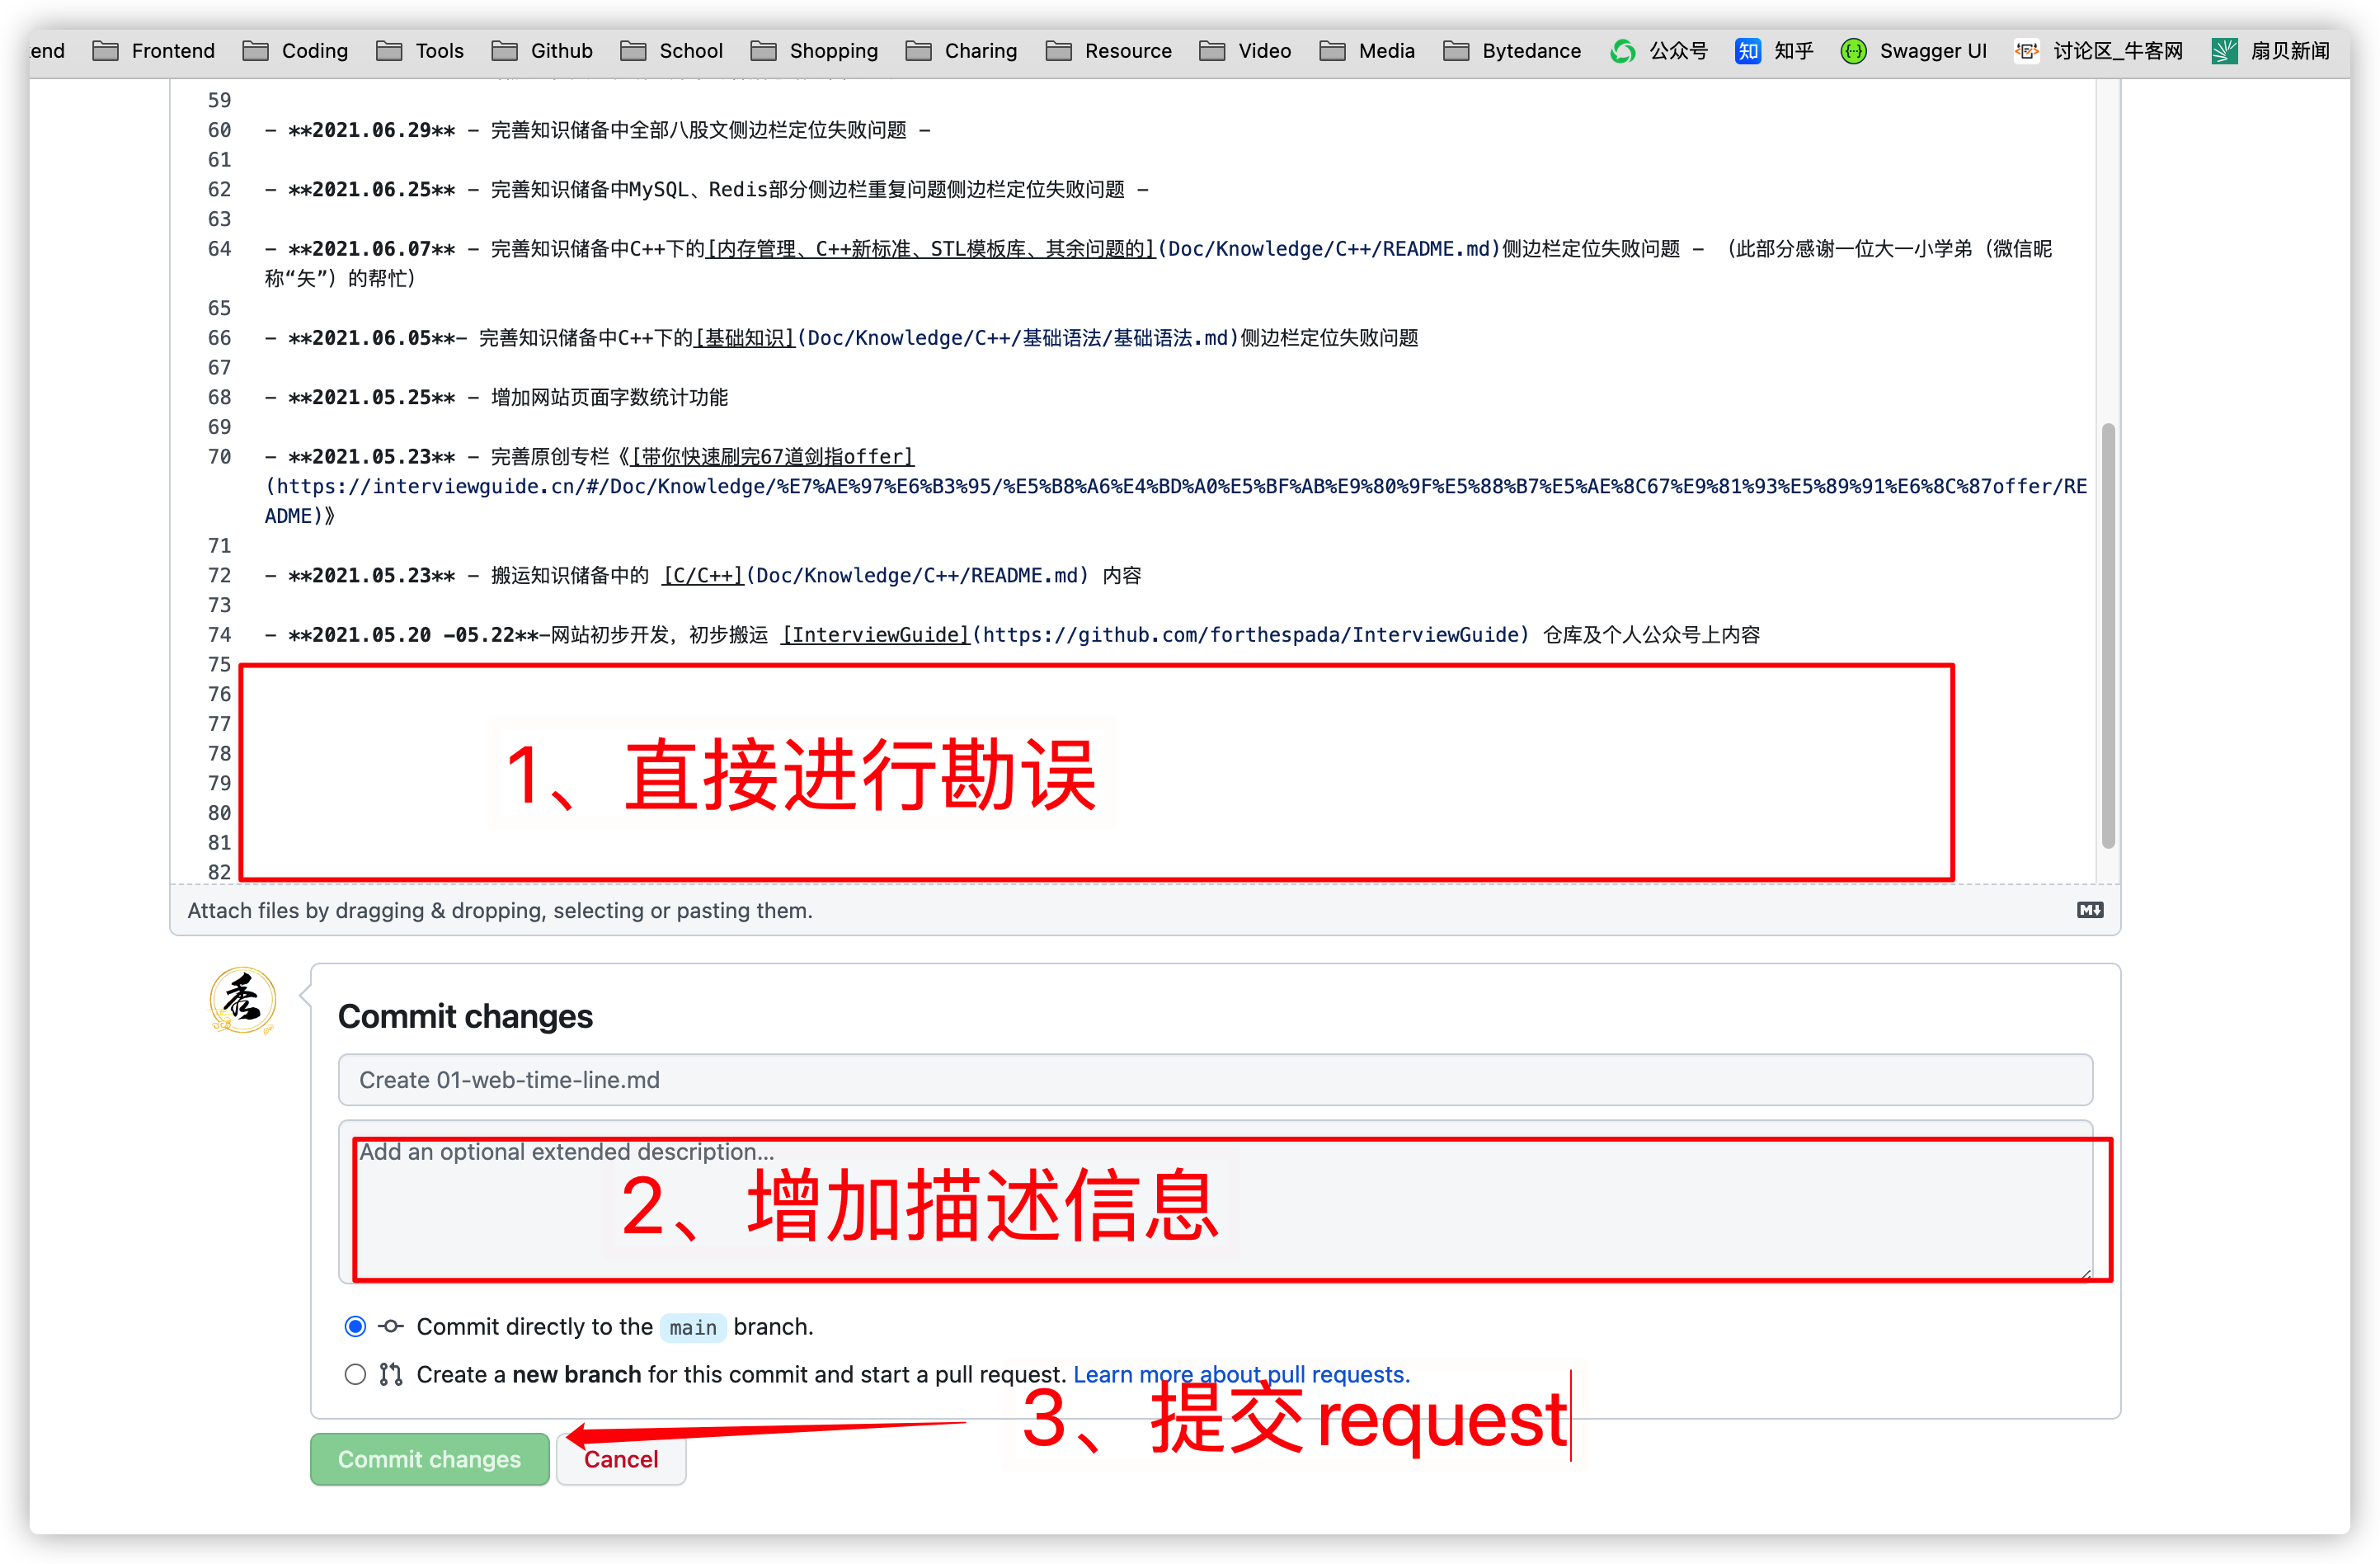 end Frontend Coding Tools Github School Shopping Charing Resource Video Media Bytedance 公众号 知 知乎 Swagger UI 讨论区_牛客网 扇贝新闻
59
60 - **2021.06.29** - 完善知识储备中全部八股文侧边栏定位失败问题 -
61
62 - **2021.06.25** - 完善知识储备中MySQL、Redis部分侧边栏重复问题侧边栏定位失败问题 -
63
64 - **2021.06.07** - 完善知识储备中C++下的[内存管理、C++新标准、STL模板库、其余问题的](Doc/Knowledge/C++/README.md)侧边栏定位失败问题 - （此部分感谢一位大一小学弟（微信昵
称“矢”）的帮忙）
65
66 - **2021.06.05**- 完善知识储备中C++下的[基础知识](Doc/Knowledge/C++/基础语法/基础语法.md)侧边栏定位失败问题
67
68 - **2021.05.25** - 增加网站页面字数统计功能
69
70 - **2021.05.23** - 完善原创专栏《[带你快速刷完67道剑指offer]
(https://interviewguide.cn/#/Doc/Knowledge/%E7%AE%97%E6%B3%95/%E5%B8%A6%E4%BD%A0%E5%BF%AB%E9%80%9F%E5%88%B7%E5%AE%8C67%E9%81%93%E5%89%91%E6%8C%87offer/RE
ADME)》
71
72 - **2021.05.23** - 搬运知识储备中的 [C/C++](Doc/Knowledge/C++/README.md) 内容
73
74 - **2021.05.20 -05.22**-网站初步开发，初步搬运 [InterviewGuide](https://github.com/forthespada/InterviewGuide) 仓库及个人公众号上内容
75
76
77
1、直接进行勘误
78
79
80
81
82
Attach files by dragging & dropping, selecting or pasting them.
M↓
秀
Commit changes
Create 01-web-time-line.md
Add an optional extended description...
2、增加描述信息
Commit directly to the main branch.
Create a new branch for this commit and start a pull request. Learn more about pull requests.
3、提交request
Commit changes Cancel